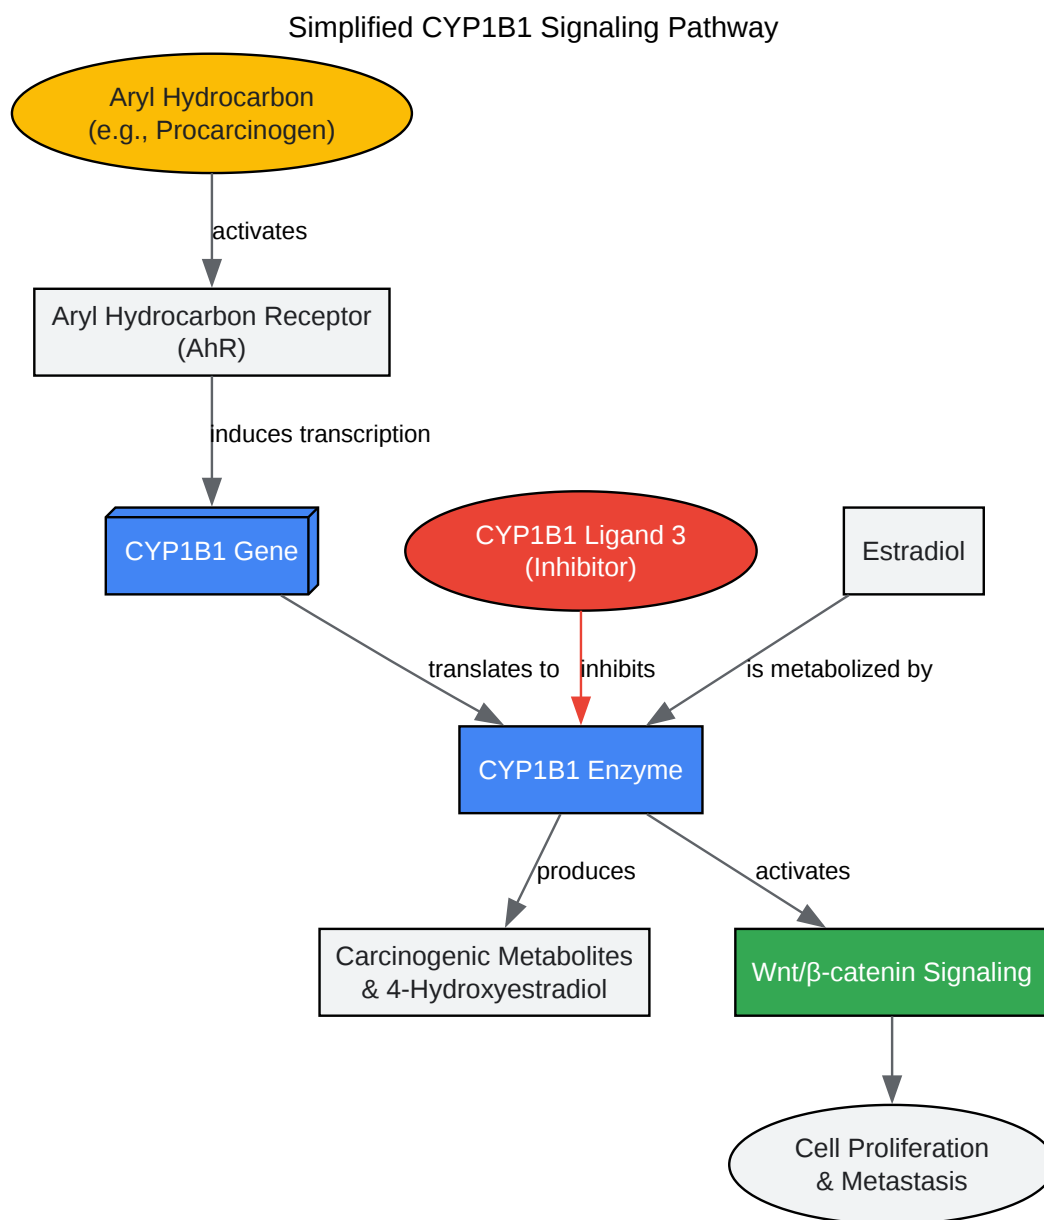 Simplified CYP1B1 Signaling Pathway
Aryl Hydrocarbon
(e.g., Procarcinogen)
activates
Aryl Hydrocarbon Receptor
(AhR)
induces transcription
CYP1B1 Gene
CYP1B1 Ligand 3
(Inhibitor)
Estradiol
translates to
inhibits
is metabolized by
CYP1B1 Enzyme
produces
activates
Carcinogenic Metabolites
& 4-Hydroxyestradiol
Wnt/β-catenin Signaling
Cell Proliferation
& Metastasis